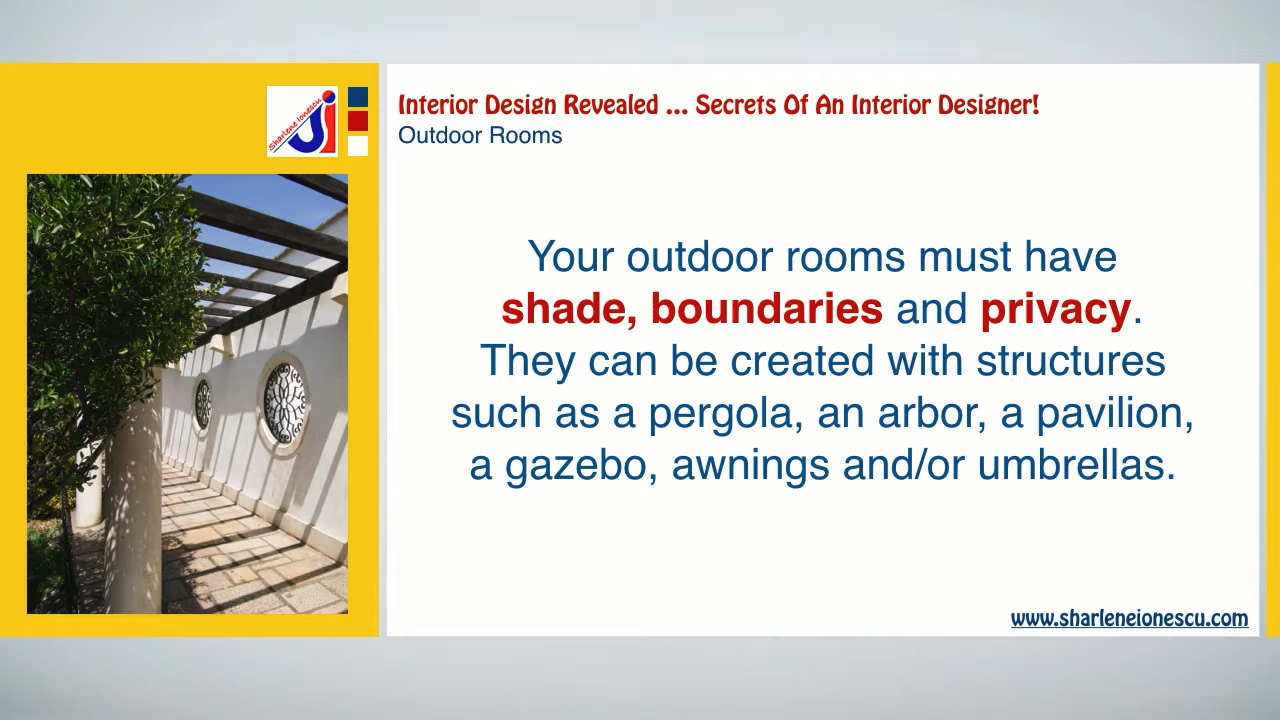 Sharlene Ionescu
Interior Design Revealed ... Secrets Of An Interior Designer!
Outdoor Rooms
Your outdoor rooms must have
shade, boundaries and privacy.
They can be created with structures
such as a pergola, an arbor, a pavilion,
a gazebo, awnings and/or umbrellas.
www.sharleneionescu.com